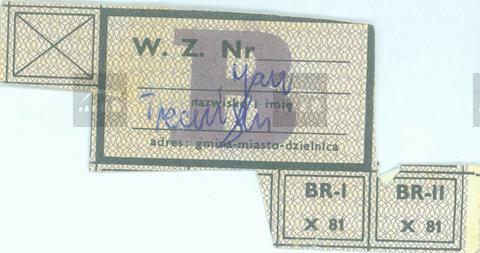 W. Z. Nr
Jan
nazwisko i imię
adres: gmina-miasto-dzielnica
B
BR-I
X 81
BR-II
X 81